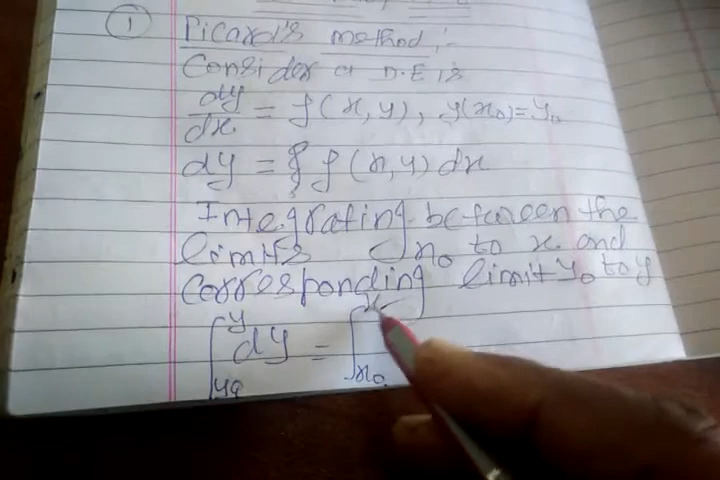 ① Picard's method :-
Consider a D.E is
dy/dx = f(x, y), y(x₀) = y₀
dy = f(x, y) dx
Integrating between the
limits x₀ to x and
corresponding limit y₀ to y
∫_{y₀}^{y} dy = ∫_{x₀}^{x}